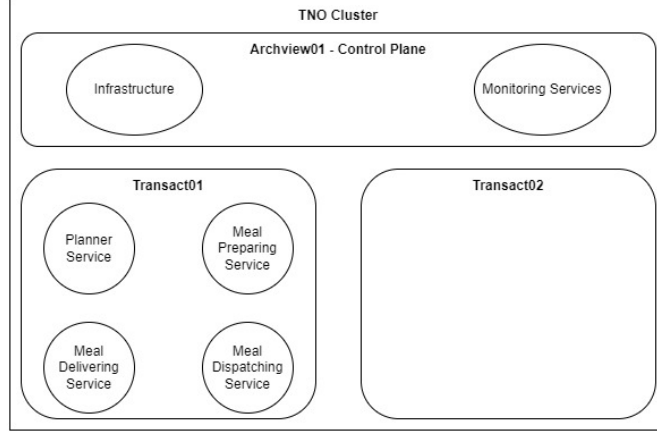 TNO Cluster
Archview01 - Control Plane
Infrastructure
Monitoring Services
Transact01
Transact02
Planner
Service
Meal
Preparing
Service
Meal
Delivering
Service
Meal
Dispatching
Service